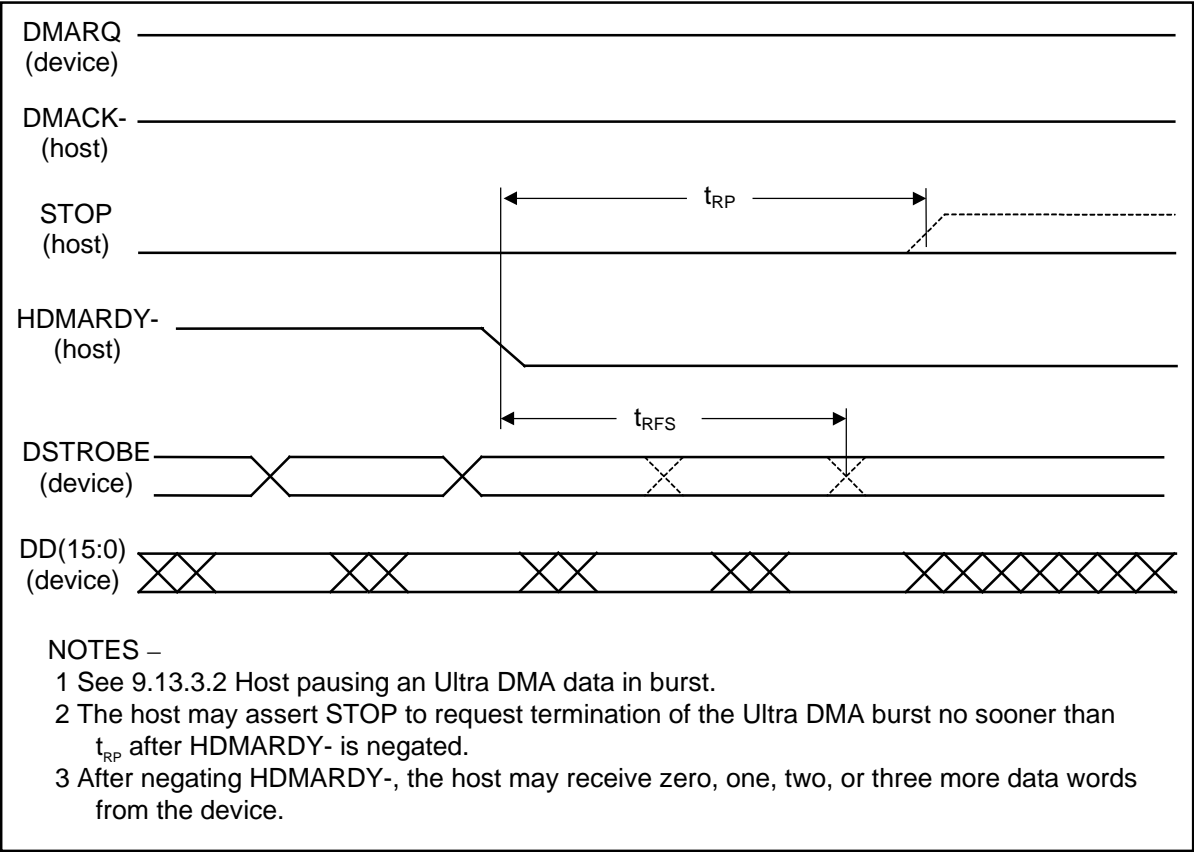 DMARQ
(device)
DMACK-
(host)
STOP
(host)
tRP
HDMARDY-
(host)
tRFS
DSTROBE
(device)
DD(15:0)
(device)
NOTES –
1 See 9.13.3.2 Host pausing an Ultra DMA data in burst.
2 The host may assert STOP to request termination of the Ultra DMA burst no sooner than
tRP after HDMARDY- is negated.
3 After negating HDMARDY-, the host may receive zero, one, two, or three more data words
from the device.